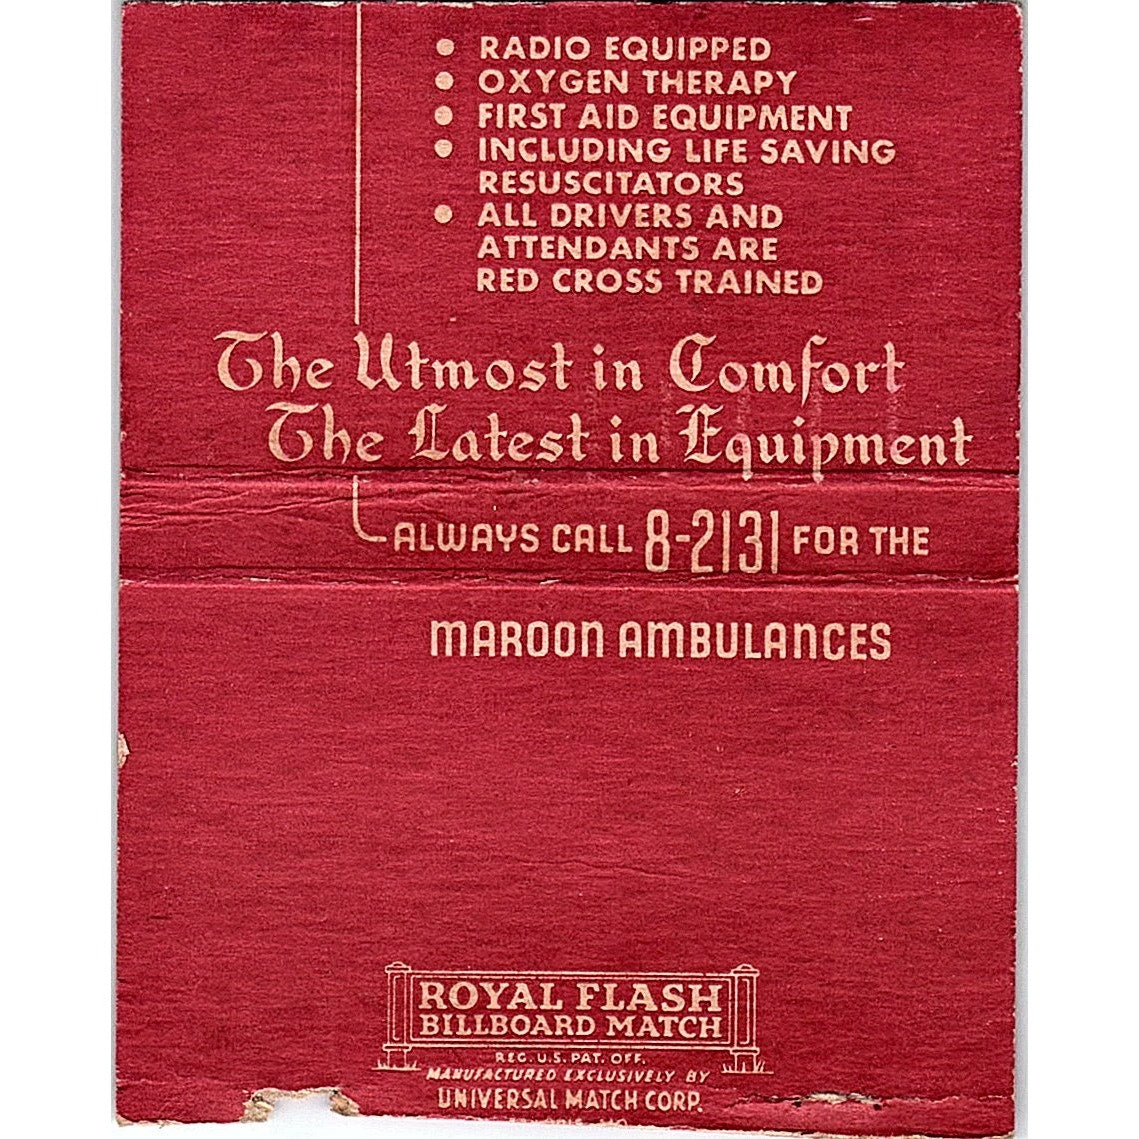 • RADIO EQUIPPED
• OXYGEN THERAPY
• FIRST AID EQUIPMENT
• INCLUDING LIFE SAVING
RESUSCITATORS
• ALL DRIVERS AND
ATTENDANTS ARE
RED CROSS TRAINED
The Utmost in Comfort
The Latest in Equipment
ALWAYS CALL 8-2131 FOR THE
MAROON AMBULANCES
ROYAL FLASH
BILLBOARD MATCH
REG. U.S. PAT. OFF.
MANUFACTURED EXCLUSIVELY BY
UNIVERSAL MATCH CORP.